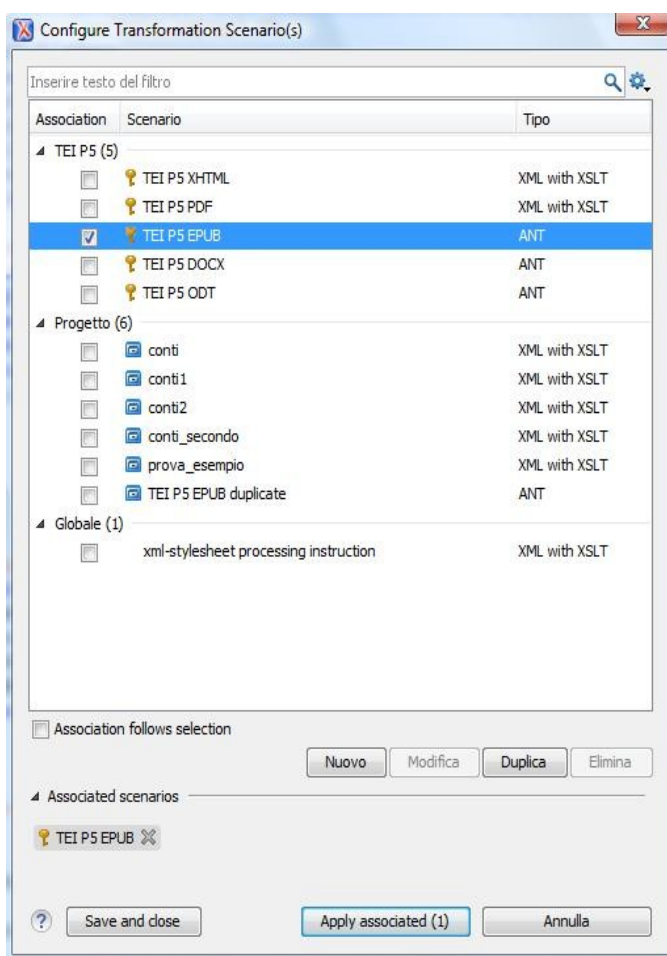 Configure Transformation Scenario(s)
Inserire testo del filtro
Association Scenario Tipo
TEI P5 (5)
TEI P5 XHTML XML with XSLT
TEI P5 PDF XML with XSLT
TEI P5 EPUB ANT
TEI P5 DOCX ANT
TEI P5 ODT ANT
Progetto (6)
conti XML with XSLT
conti1 XML with XSLT
conti2 XML with XSLT
conti_secondo XML with XSLT
prova_esempio XML with XSLT
TEI P5 EPUB duplicate ANT
Globale (1)
xml-stylesheet processing instruction XML with XSLT
Association follows selection
Nuovo Modifica Duplica Elimina
Associated scenarios
TEI P5 EPUB
? Save and close Apply associated (1) Annulla